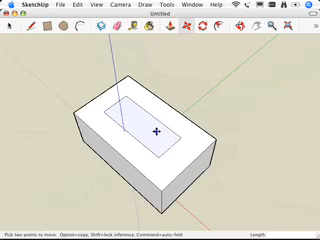 SketchUp File Edit View Camera Draw Tools Window Help
Untitled
Pick two points to move. Option=copy, Shift=lock inference, Command=auto-fold
Length